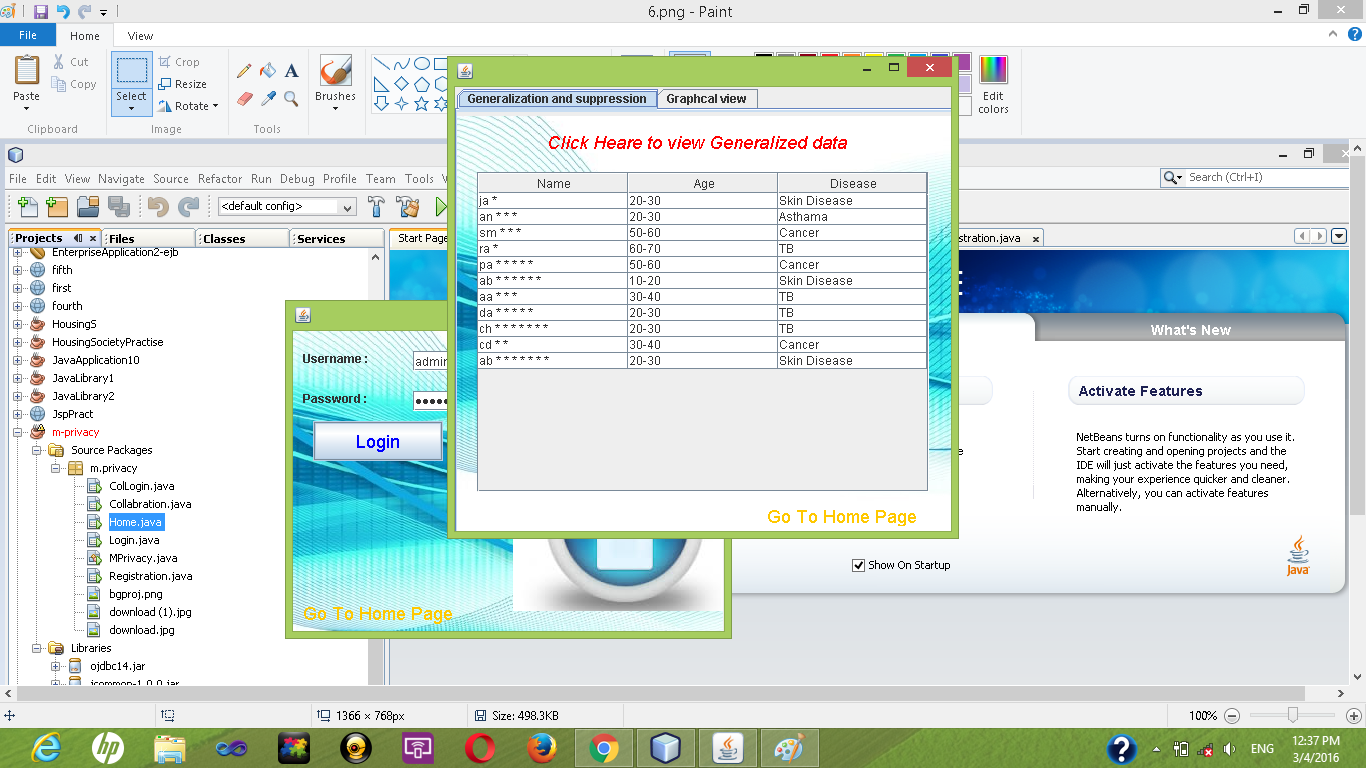 6.png - Paint
File Home View
Paste
Cut
Copy
Clipboard
Select
Crop
Resize
Rotate
Image
Tools
Brushes
Edit colors
File Edit View Navigate Source Refactor Run Debug Profile Team Tools
Search (Ctrl+I)
<default config>
Projects Files Classes Services
Start Page
stration.java
EnterpriseApplication2-ejb
fifth
first
fourth
HousingS
HousingSocietyPractise
JavaApplication10
JavaLibrary1
JavaLibrary2
JspPract
m-privacy
Source Packages
m.privacy
ColLogin.java
Collabration.java
Home.java
Login.java
MPrivacy.java
Registration.java
bgproj.png
download (1).jpg
download.jpg
Libraries
ojdbc14.jar
jcommon-1.0.0.jar
Username :
admin
Password :
●●●●●
Login
Go To Home Page
Generalization and suppression Graphcal view
Click Heare to view Generalized data
Name Age Disease
ja * 20-30 Skin Disease
an * * * 20-30 Asthama
sm * * * 50-60 Cancer
ra * 60-70 TB
pa * * * * * 50-60 Cancer
ab * * * * * * 10-20 Skin Disease
aa * * * 30-40 TB
da * * * * * 20-30 TB
ch * * * * * * * 20-30 TB
cd * * 30-40 Cancer
ab * * * * * * * 20-30 Skin Disease
Go To Home Page
What's New
Activate Features
NetBeans turns on functionality as you use it.
Start creating and opening projects and the
IDE will just activate the features you need,
making your experience quicker and cleaner.
Alternatively, you can activate features
manually.
Show On Startup
Java
1366 × 768px
Size: 498.3KB
100%
hp
ENG
12:37 PM
3/4/2016